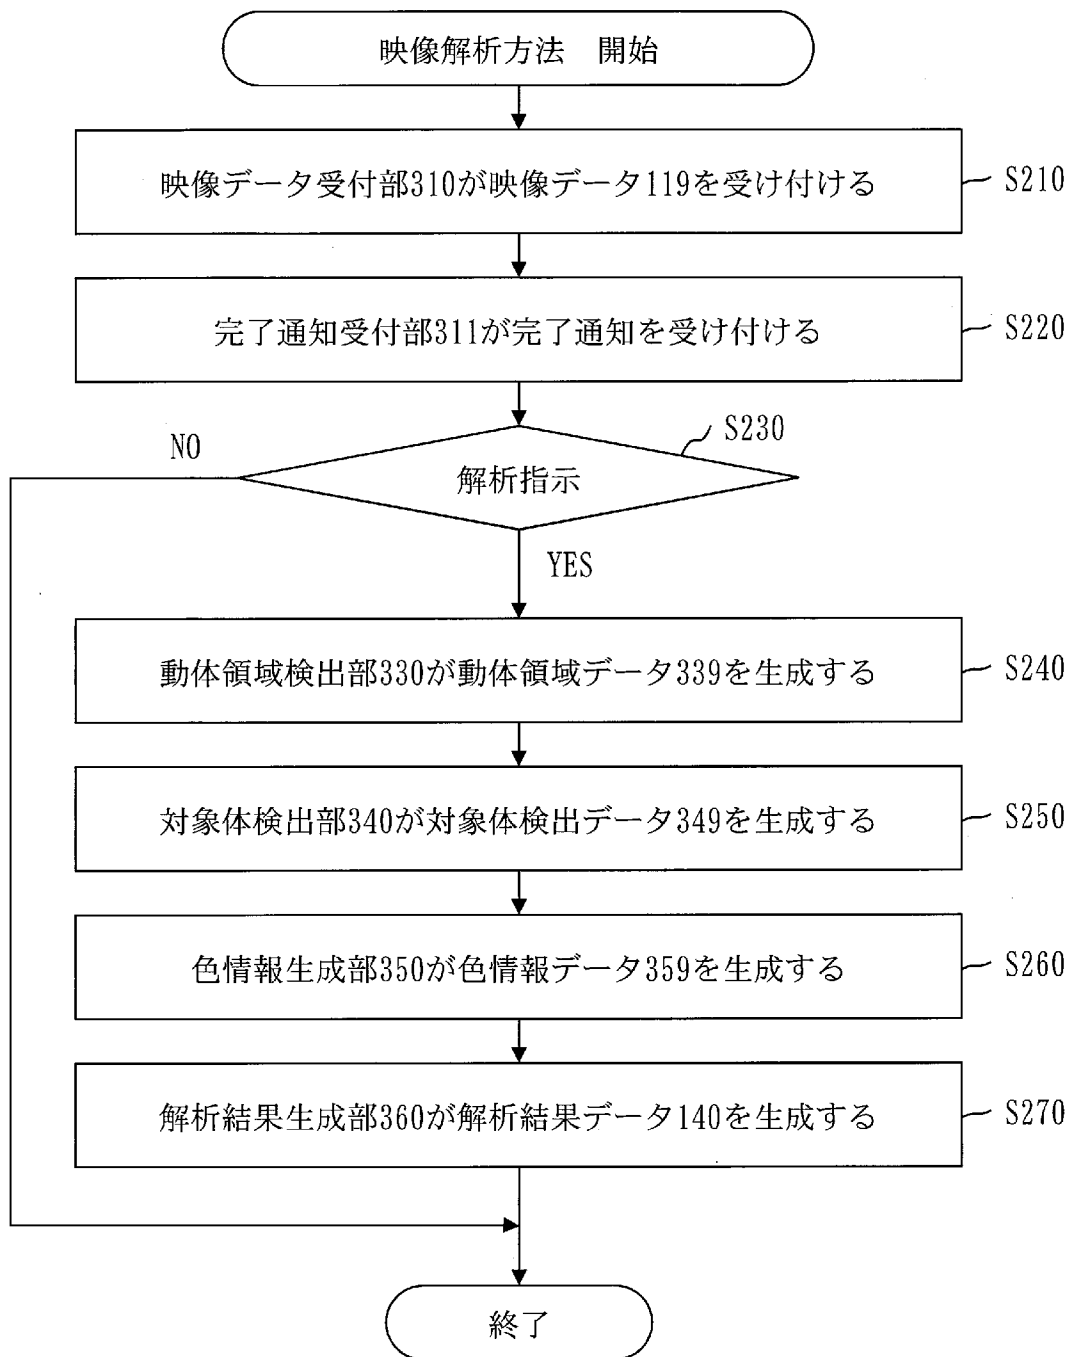 映像解析方法　開始
映像データ受付部310が映像データ119を受け付ける
S210
完了通知受付部311が完了通知を受け付ける
S220
S230
NO
解析指示
YES
動体領域検出部330が動体領域データ339を生成する
S240
対象体検出部340が対象体検出データ349を生成する
S250
色情報生成部350が色情報データ359を生成する
S260
解析結果生成部360が解析結果データ140を生成する
S270
終了